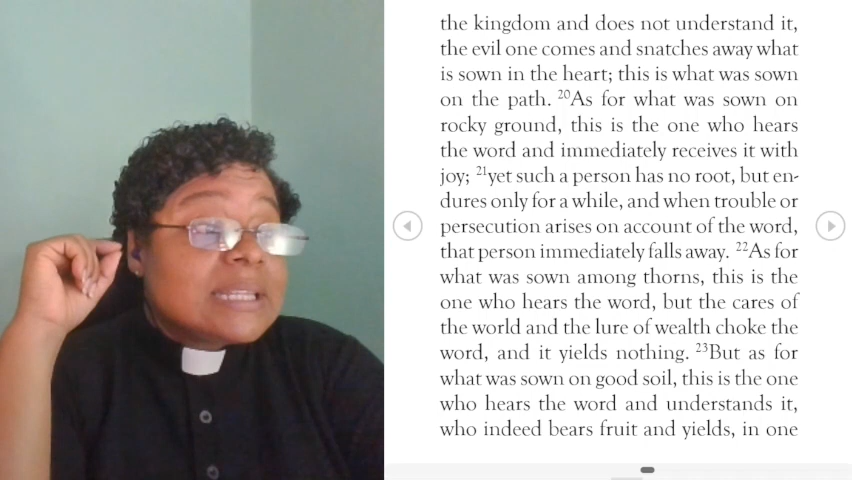 the kingdom and does not understand it,
the evil one comes and snatches away what
is sown in the heart; this is what was sown
on the path. 20As for what was sown on
rocky ground, this is the one who hears
the word and immediately receives it with
joy; 21yet such a person has no root, but en-
dures only for a while, and when trouble or
persecution arises on account of the word,
that person immediately falls away. 22As for
what was sown among thorns, this is the
one who hears the word, but the cares of
the world and the lure of wealth choke the
word, and it yields nothing. 23But as for
what was sown on good soil, this is the one
who hears the word and understands it,
who indeed bears fruit and yields, in one